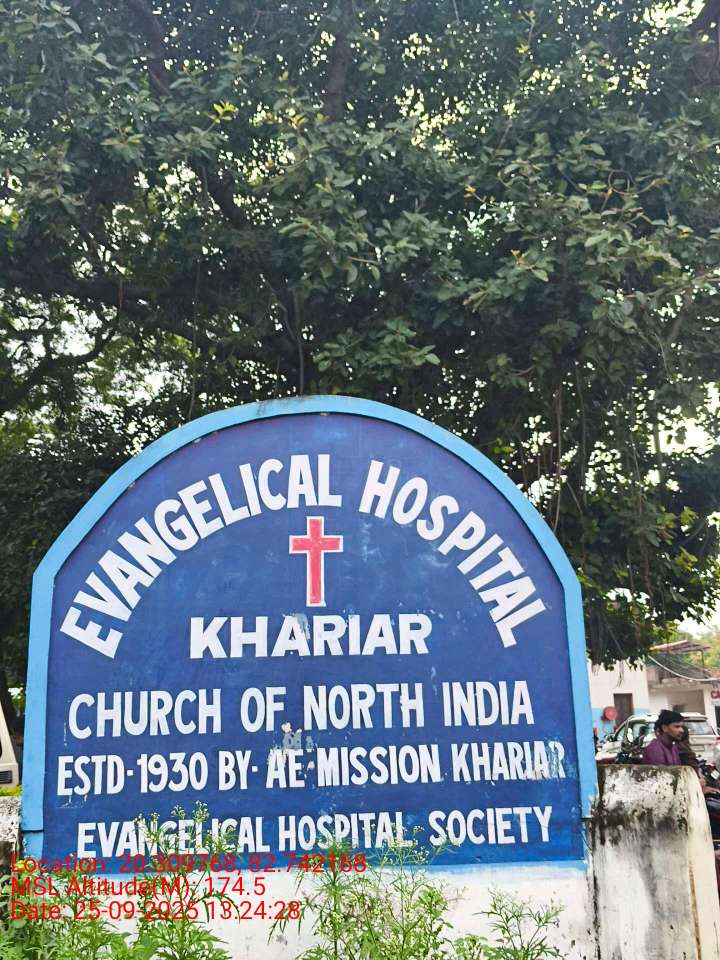 EVANGELICAL HOSPITAL
KHARIAR
CHURCH OF NORTH INDIA
ESTD-1930 BY- AE-MISSION KHARIAR
EVANGELICAL HOSPITAL SOCIETY
Location: 20.309768, 82.742168
MSL Altitude(M): 174.5
Date: 25-09-2025 13:24:28